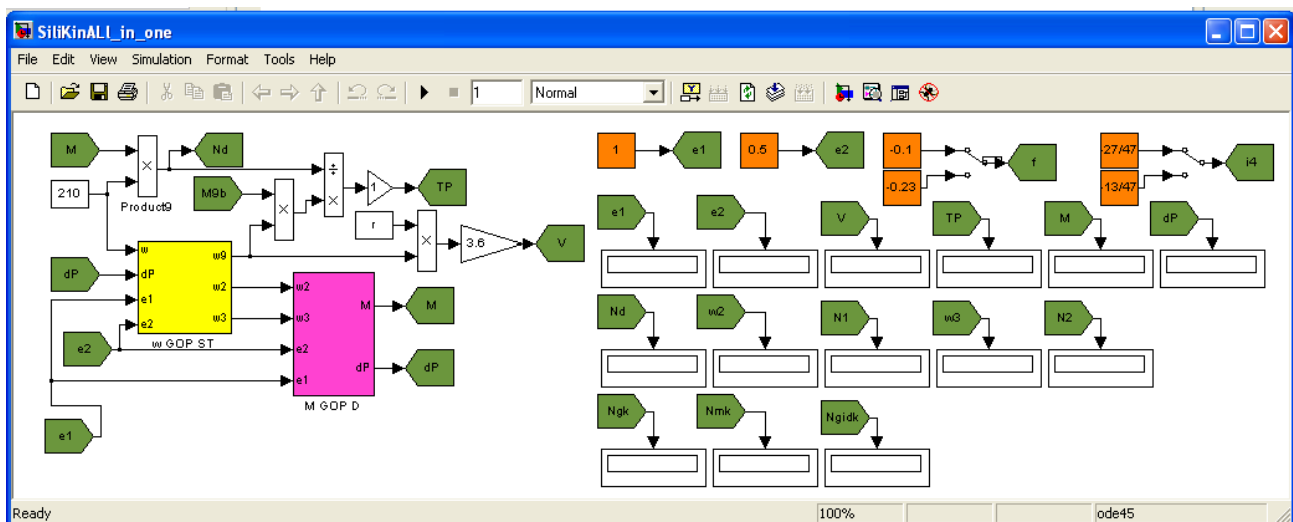 SiliKinALL_in_one
File Edit View Simulation Format Tools Help
1 Normal
M Nd
210
Product9
M9b
÷
×
1
TP
r
3.6
V
w w9
dP
e1 w2
e2 w3
w GOP ST
dP
e2
e1
w2 M
w3
e2 dP
e1
M GOP D
M
dP
1 e1
0.5 e2
-0.1 f
-0.23
-27/47 i4
-13/47
e1 e2 V TP M dP
Nd w2 N1 w3 N2
Ngk Nmk Ngidk
Ready 100% ode45